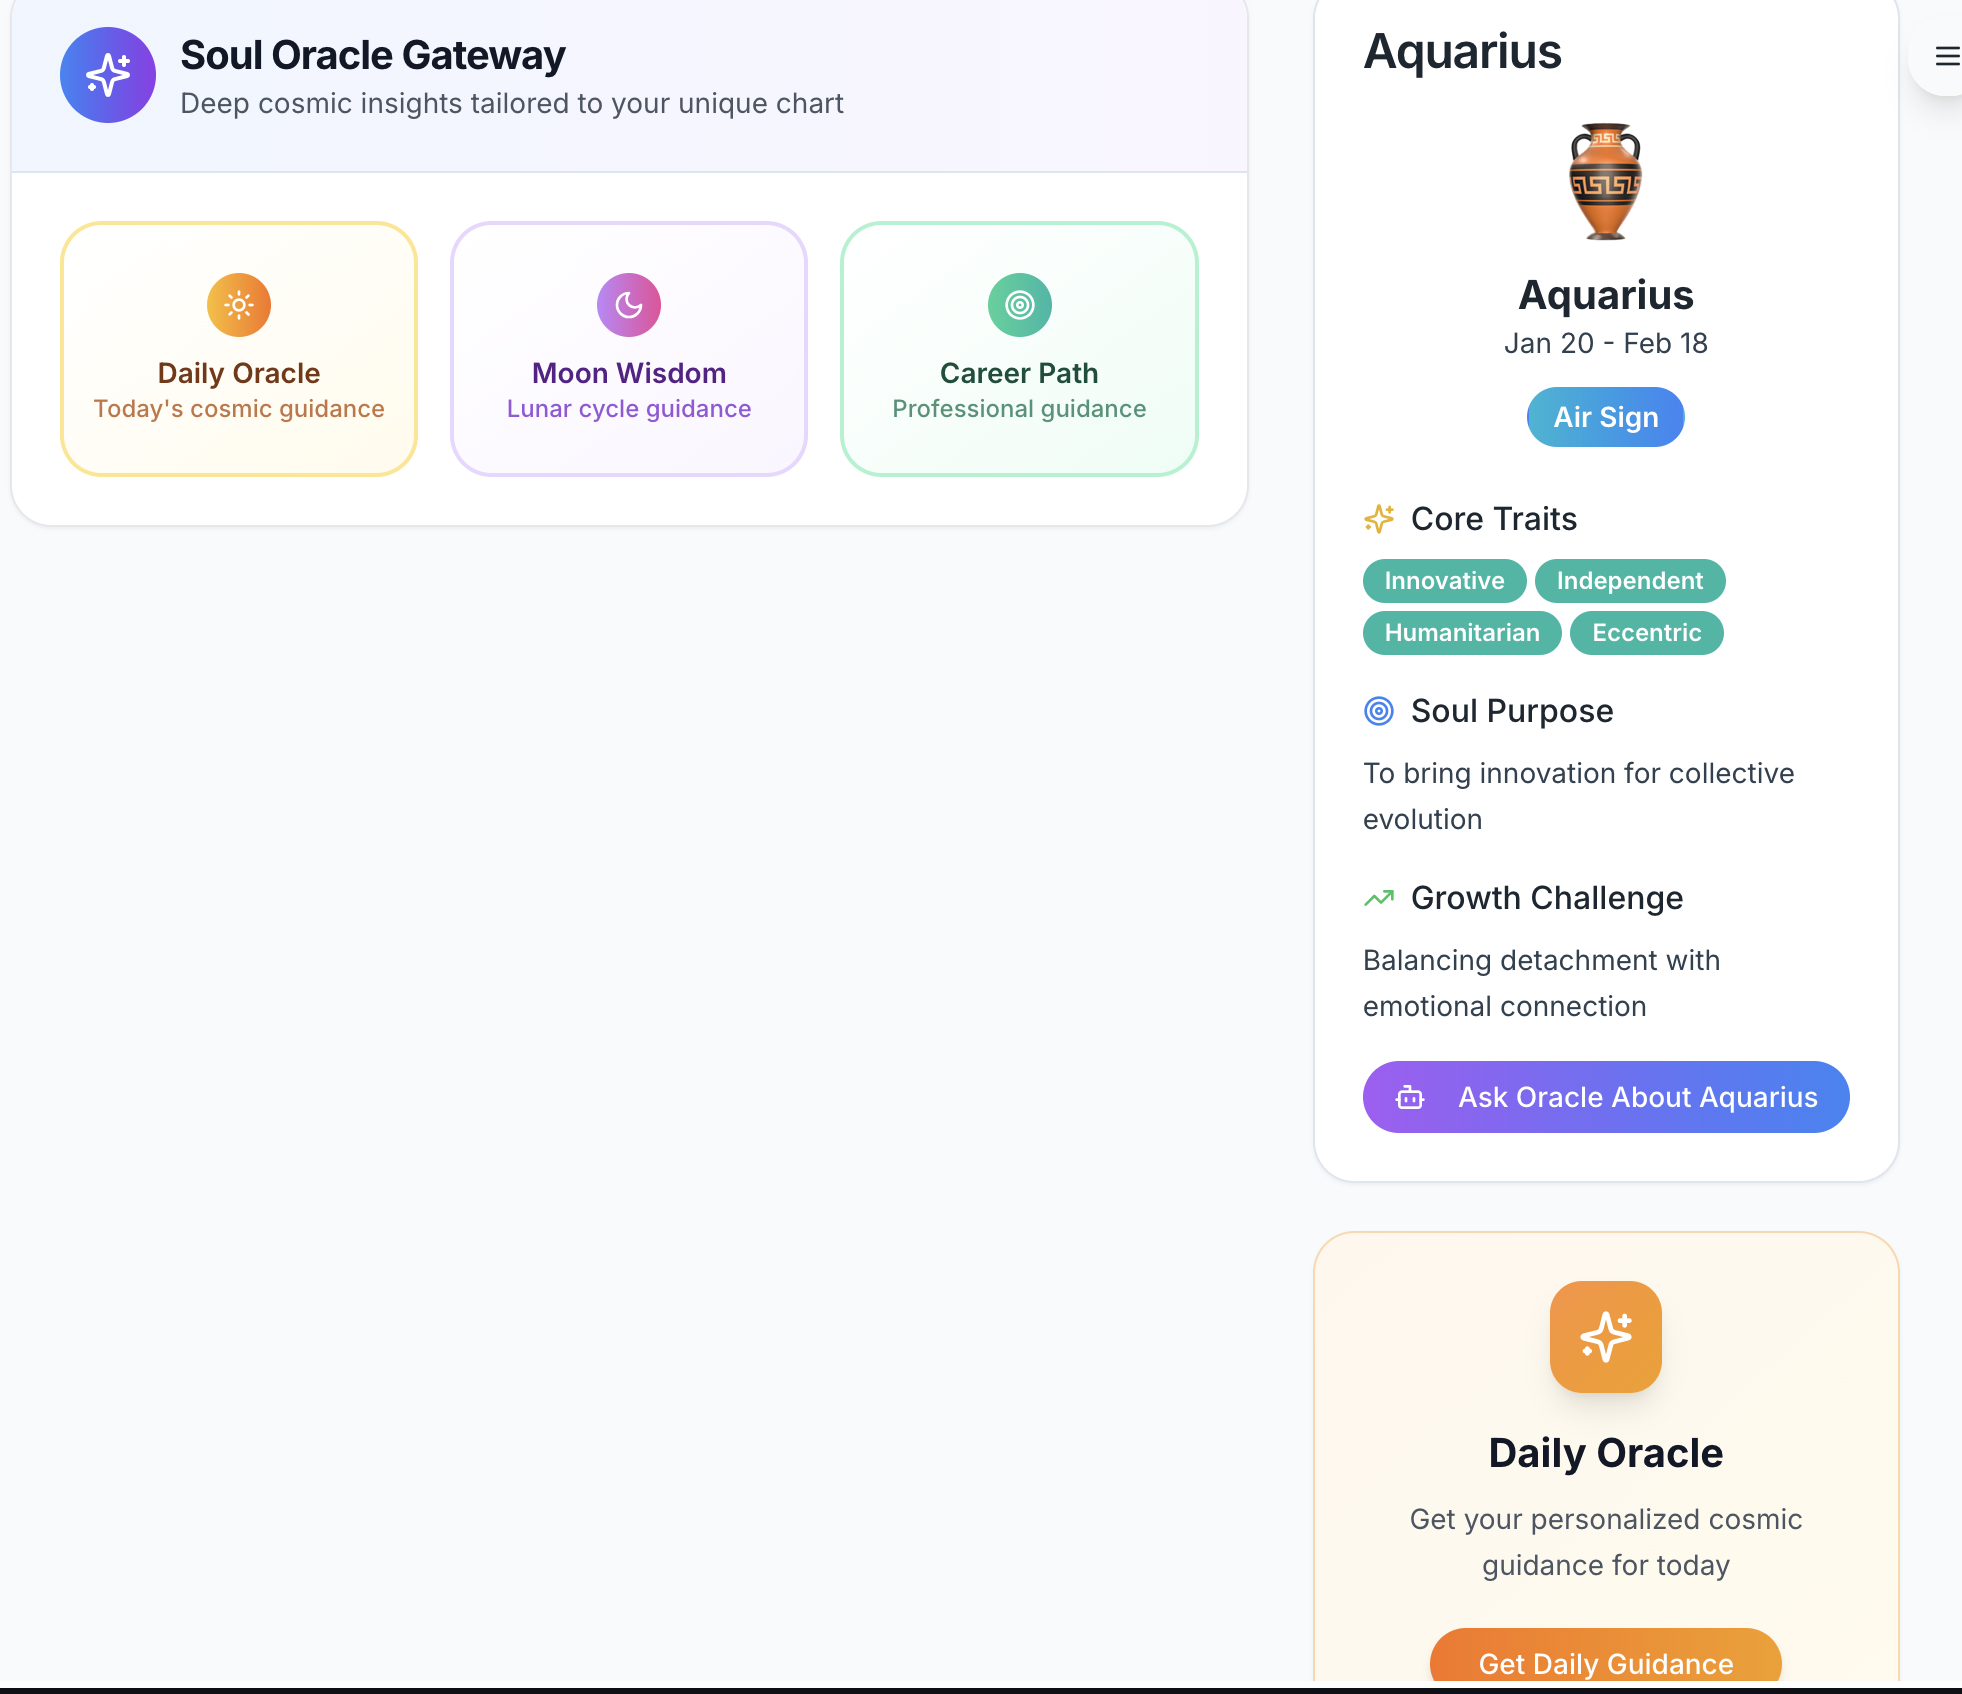 Soul Oracle Gateway
Deep cosmic insights tailored to your unique chart
Daily Oracle
Today's cosmic guidance
Moon Wisdom
Lunar cycle guidance
Career Path
Professional guidance
Aquarius
Aquarius
Jan 20 - Feb 18
Air Sign
Core Traits
Innovative
Independent
Humanitarian
Eccentric
Soul Purpose
To bring innovation for collective
evolution
Growth Challenge
Balancing detachment with
emotional connection
Ask Oracle About Aquarius
Daily Oracle
Get your personalized cosmic
guidance for today
Get Daily Guidance